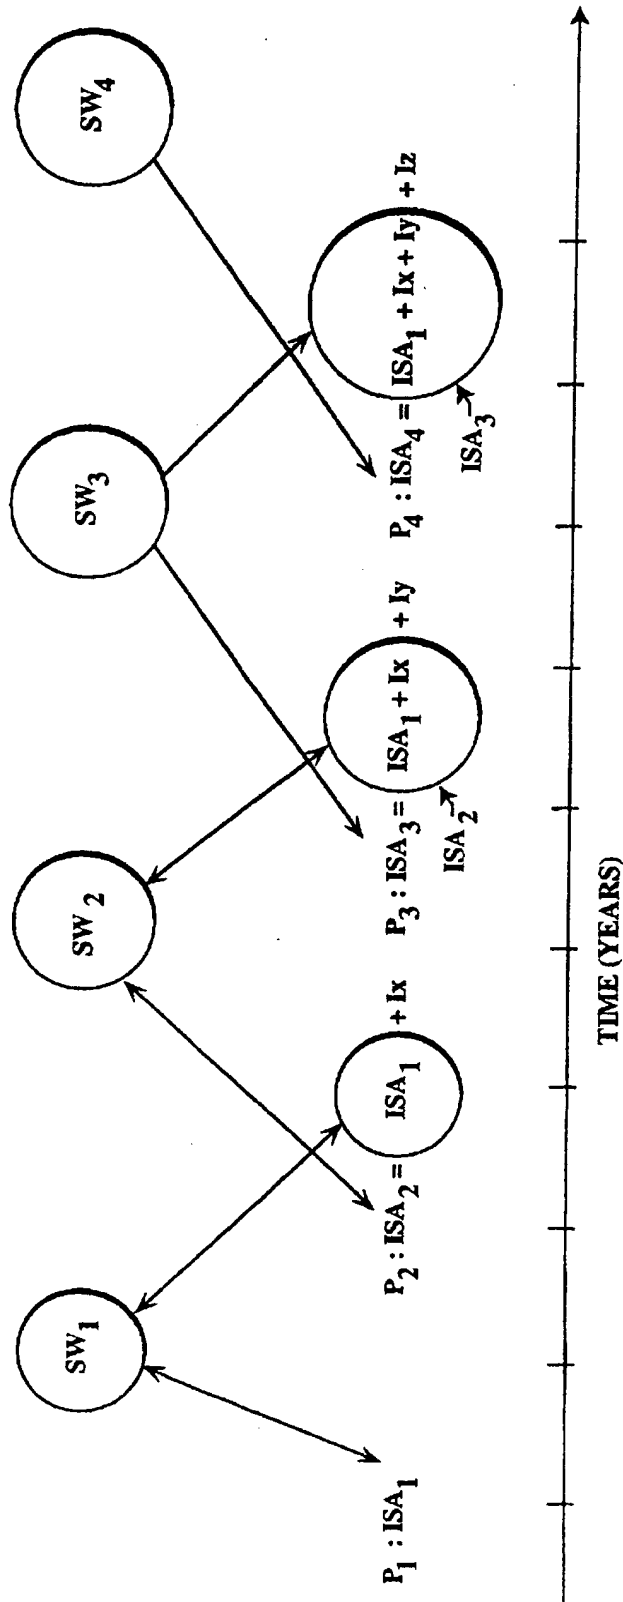 SW1
SW2
SW3
SW4
P1 : ISA1
P2 : ISA2 = ISA1 + Ix
P3 : ISA3 = ISA1 + Ix + Iy
ISA2
P4 : ISA4 = ISA1 + Ix + Iy + Iz
ISA3
TIME (YEARS)